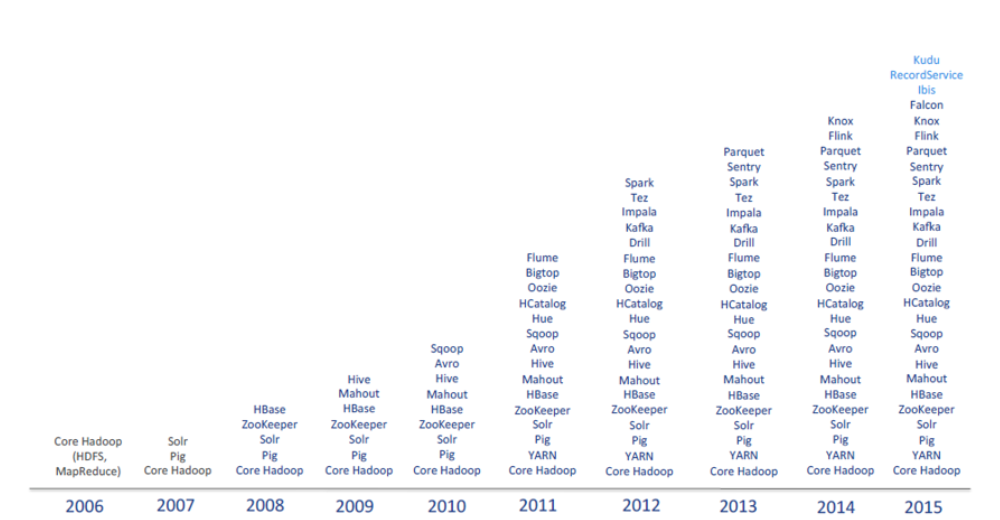 Core Hadoop
(HDFS,
MapReduce)
2006
Solr
Pig
Core Hadoop
2007
HBase
ZooKeeper
Solr
Pig
Core Hadoop
2008
Hive
Mahout
HBase
ZooKeeper
Solr
Pig
Core Hadoop
2009
Sqoop
Avro
Hive
Mahout
HBase
ZooKeeper
Solr
Pig
Core Hadoop
2010
Flume
Bigtop
Oozie
HCatalog
Hue
Sqoop
Avro
Hive
Mahout
HBase
ZooKeeper
Solr
Pig
YARN
Core Hadoop
2011
Spark
Tez
Impala
Kafka
Drill
Flume
Bigtop
Oozie
HCatalog
Hue
Sqoop
Avro
Hive
Mahout
HBase
ZooKeeper
Solr
Pig
YARN
Core Hadoop
2012
Parquet
Sentry
Spark
Tez
Impala
Kafka
Drill
Flume
Bigtop
Oozie
HCatalog
Hue
Sqoop
Avro
Hive
Mahout
HBase
ZooKeeper
Solr
Pig
YARN
Core Hadoop
2013
Knox
Flink
Parquet
Sentry
Spark
Tez
Impala
Kafka
Drill
Flume
Bigtop
Oozie
HCatalog
Hue
Sqoop
Avro
Hive
Mahout
HBase
ZooKeeper
Solr
Pig
YARN
Core Hadoop
2014
Kudu
RecordService
Ibis
Falcon
Knox
Flink
Parquet
Sentry
Spark
Tez
Impala
Kafka
Drill
Flume
Bigtop
Oozie
HCatalog
Hue
Sqoop
Avro
Hive
Mahout
HBase
ZooKeeper
Solr
Pig
YARN
Core Hadoop
2015